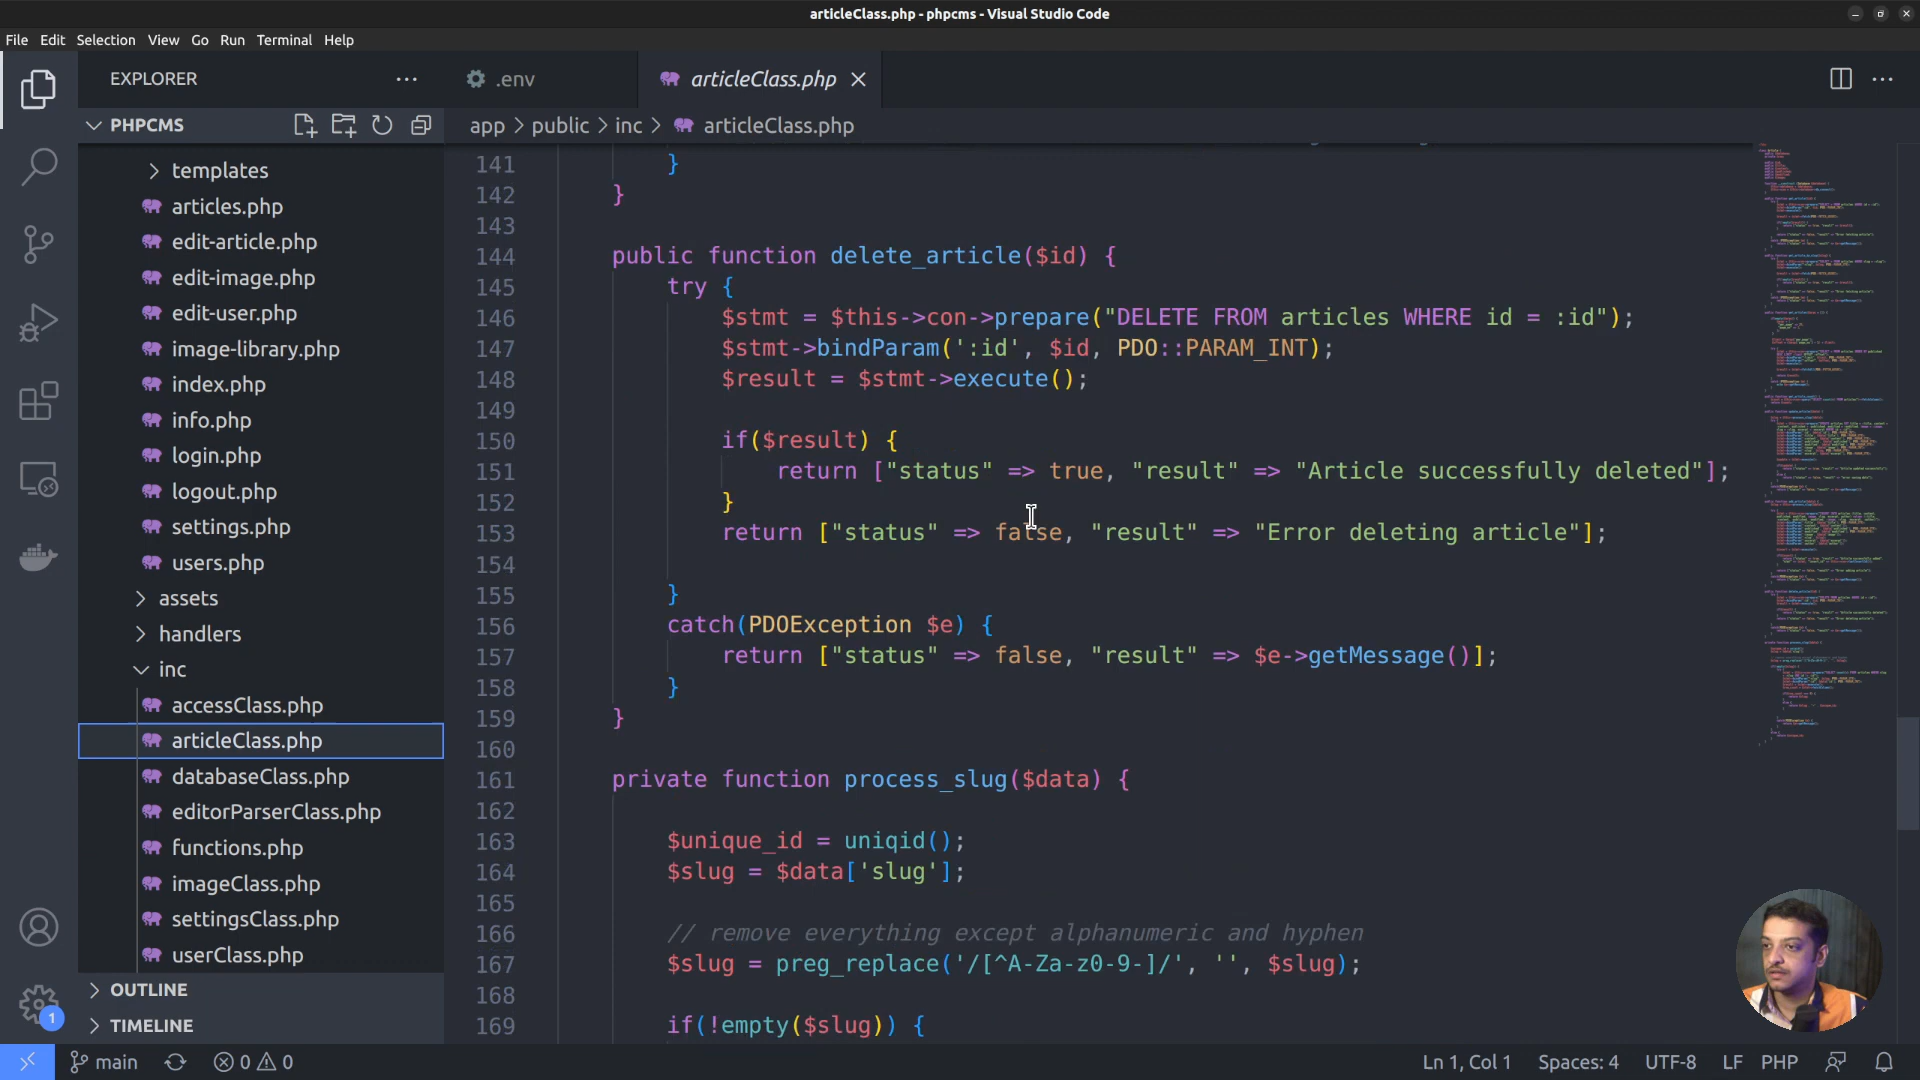 articleClass.php - phpcms - Visual Studio Code
File Edit Selection View Go Run Terminal Help
EXPLORER
.env
articleClass.php
PHPCMS
app > public > inc > articleClass.php
templates
articles.php
edit-article.php
edit-image.php
edit-user.php
image-library.php
index.php
info.php
login.php
logout.php
settings.php
users.php
assets
handlers
inc
accessClass.php
articleClass.php
databaseClass.php
editorParserClass.php
functions.php
imageClass.php
settingsClass.php
userClass.php
OUTLINE
TIMELINE
141 }
142 }
143
144 public function delete_article($id) {
145 try {
146 $stmt = $this->con->prepare("DELETE FROM articles WHERE id = :id");
147 $stmt->bindParam(':id', $id, PDO::PARAM_INT);
148 $result = $stmt->execute();
149
150 if($result) {
151 return ["status" => true, "result" => "Article successfully deleted"];
152 }
153 return ["status" => false, "result" => "Error deleting article"];
154
155 }
156 catch(PDOException $e) {
157 return ["status" => false, "result" => $e->getMessage()];
158 }
159 }
160
161 private function process_slug($data) {
162
163 $unique_id = uniqid();
164 $slug = $data['slug'];
165
166 // remove everything except alphanumeric and hyphen
167 $slug = preg_replace('/[^A-Za-z0-9-]/', '', $slug);
168
169 if(!empty($slug)) {
1
main
0 0
Ln 1, Col 1 Spaces: 4 UTF-8 LF PHP